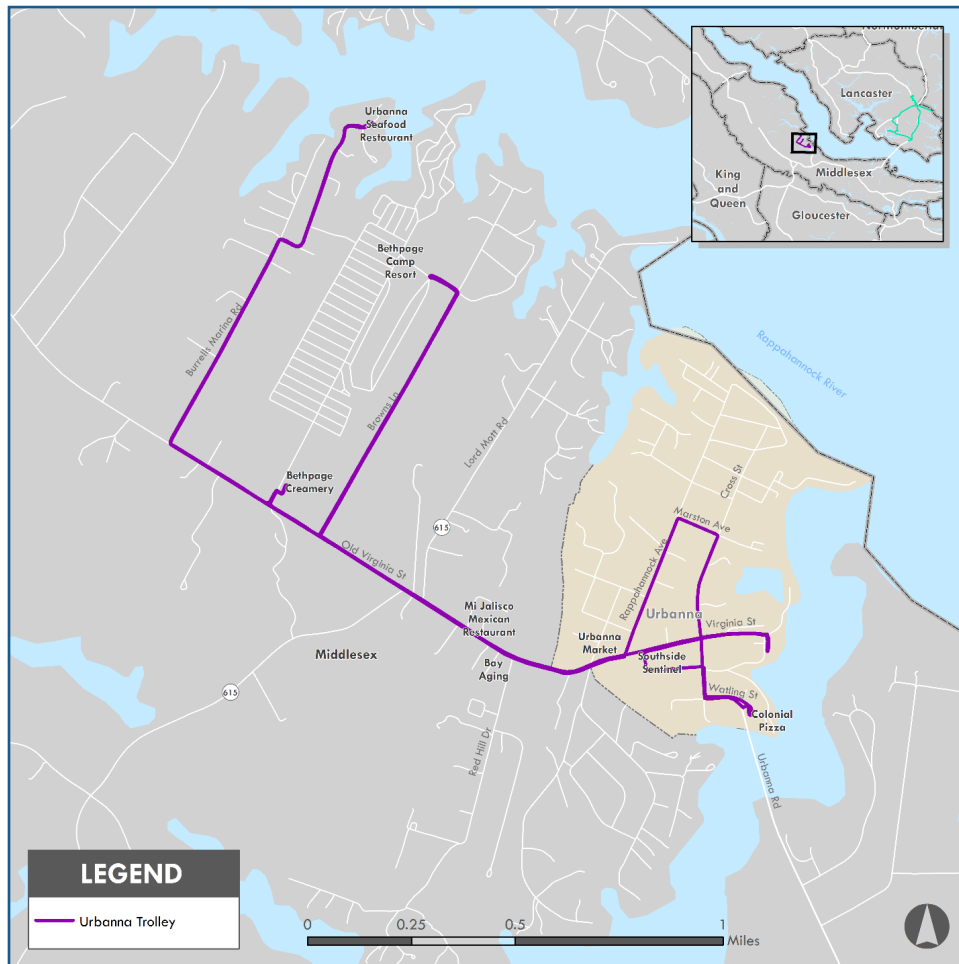 Northumberland
Lancaster
King
and
Queen
Middlesex
Gloucester
Urbanna
Seafood
Restaurant
Bethpage
Camp
Resort
Rappahannock River
Burrells Marina Rd
Browns Ln
Lord Mott Rd
Cross St
Bethpage
Creamery
Marston Ave
615
Old Virginia St
Rappahannock Ave
Mi Jalisco
Mexican
Restaurant
Urbanna
Virginia St
Urbanna
Market
Middlesex
Bay
Aging
Southside
Sentinel
615
Watling St
Colonial
Pizza
Red Hill Dr
Urbanna Rd
LEGEND
Urbanna Trolley
0
0.25
0.5
1
Miles